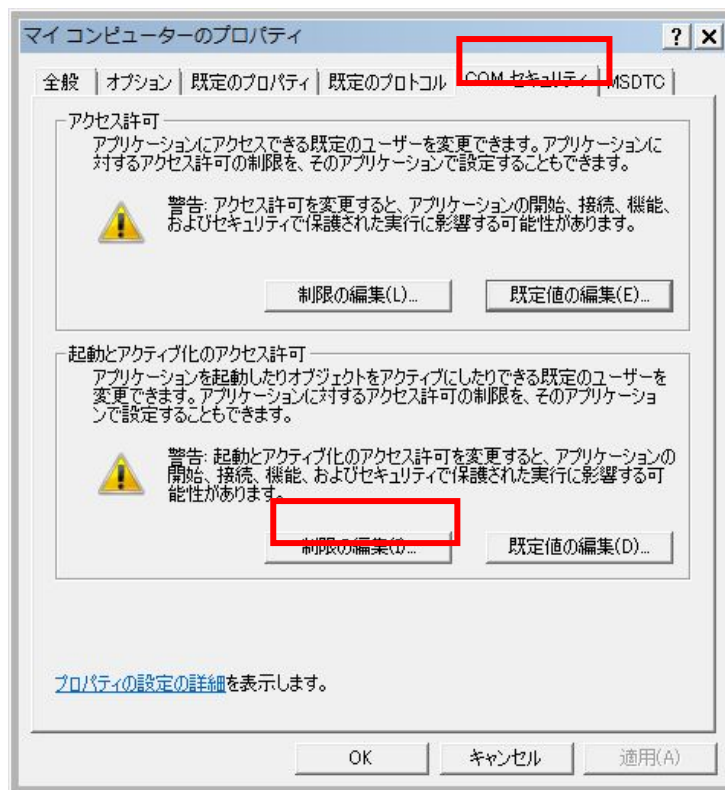 マイ コンピューターのプロパティ
? X
全般 オプション 既定のプロパティ 既定のプロトコル COM セキュリティ MSDTC
アクセス許可
アプリケーションにアクセスできる既定のユーザーを変更できます。アプリケーションに
対するアクセス許可の制限を、そのアプリケーションで設定することもできます。
警告: アクセス許可を変更すると、アプリケーションの開始、接続、機能、
およびセキュリティで保護された実行に影響する可能性があります。
制限の編集(L)... 既定値の編集(E)...
起動とアクティブ化のアクセス許可
アプリケーションを起動したりオブジェクトをアクティブにしたりできる既定のユーザーを
変更できます。アプリケーションに対するアクセス許可の制限を、そのアプリケーショ
ンで設定することもできます。
警告: 起動とアクティブ化のアクセス許可を変更すると、アプリケーションの
開始、接続、機能、およびセキュリティで保護された実行に影響する可
能性があります。
制限の編集(I)... 既定値の編集(D)...
プロパティの設定の詳細を表示します。
OK キャンセル 適用(A)